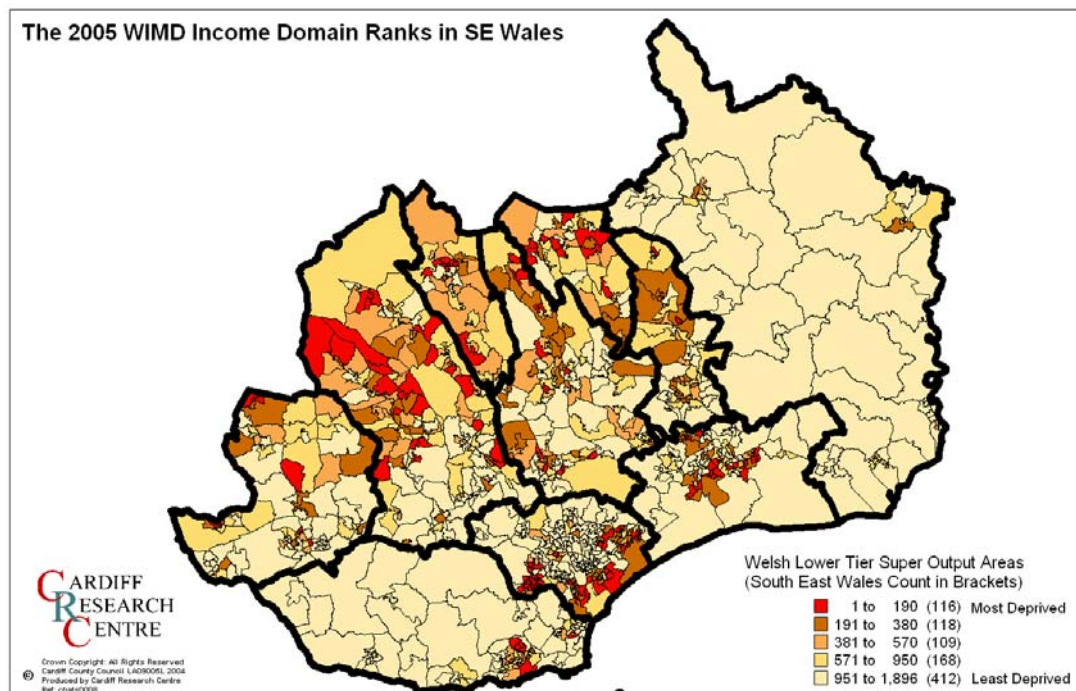 The 2005 WIMD Income Domain Ranks in SE Wales
Welsh Lower Tier Super Output Areas
(South East Wales Count in Brackets)
1 to 190 (116) Most Deprived
191 to 380 (118)
381 to 570 (109)
571 to 950 (168)
951 to 1,896 (412) Least Deprived
CARDIFF
RESEARCH
CENTRE
Crown Copyright: All Rights Reserved
Cardiff County Council LA09005L 2004
© Produced by Cardiff Research Centre